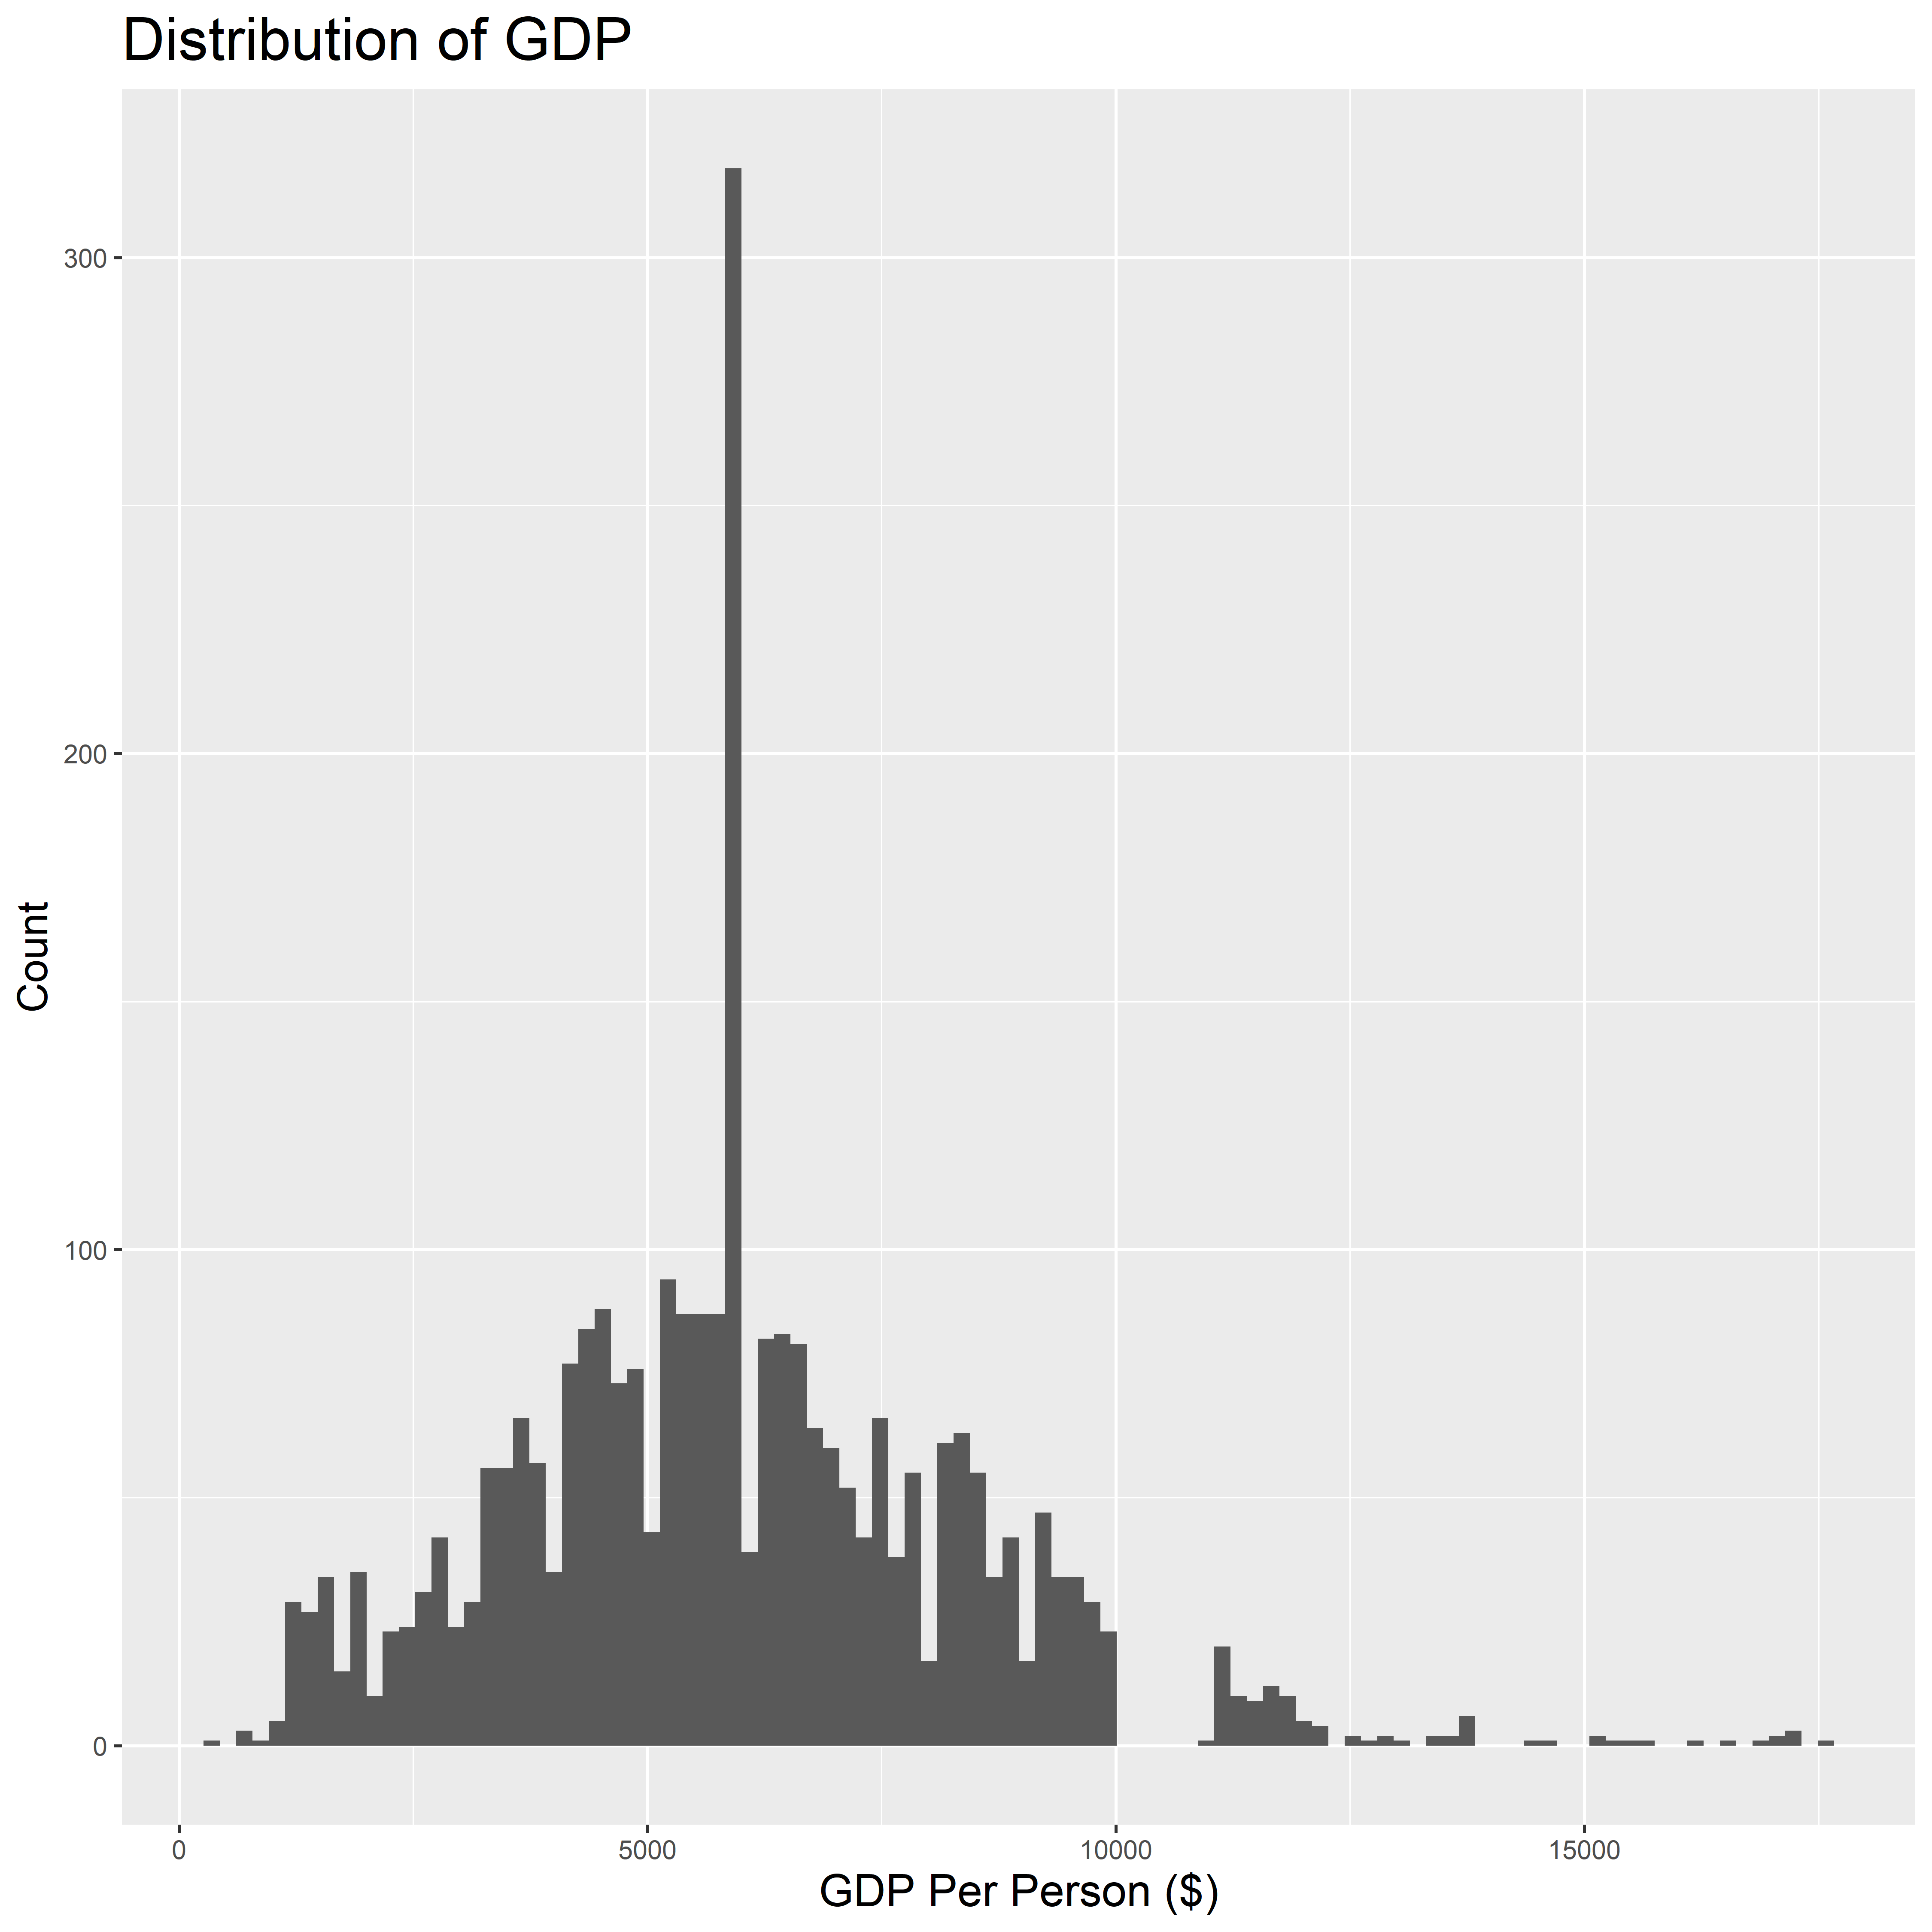 Distribution of GDP
300
200
100
0
Count
0 5000 10000 15000
GDP Per Person ($)